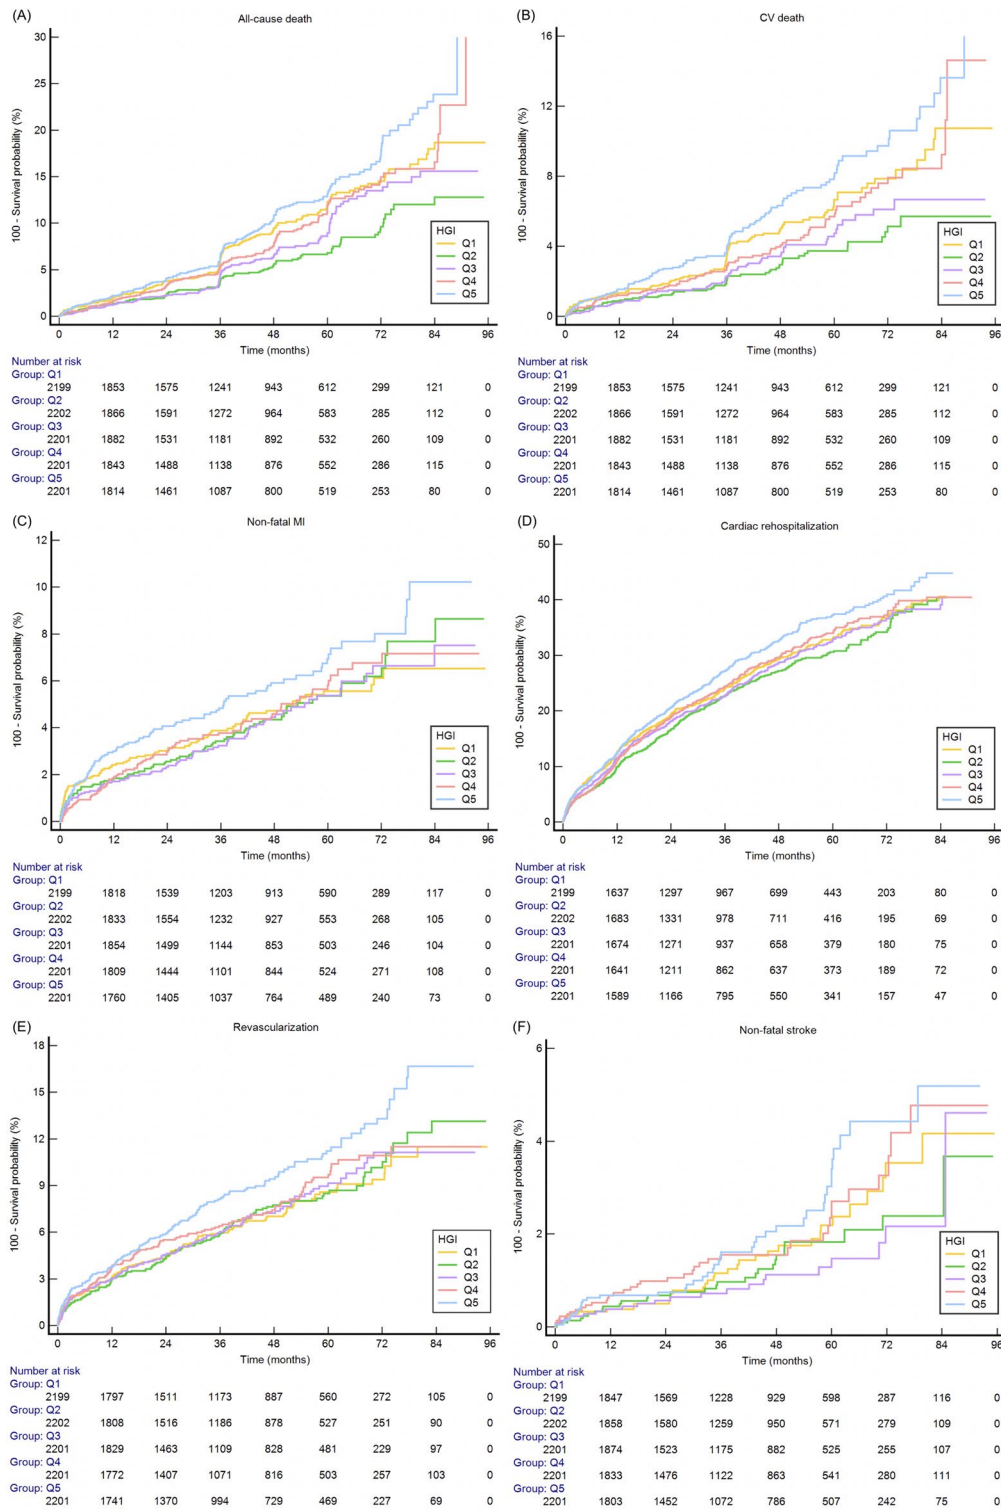 (A)
All-cause death
30
25
20
15
10
5
0
100 - Survival probability (%)
HGI
Q1
Q2
Q3
Q4
Q5
0 12 24 36 48 60 72 84 96
Time (months)
Number at risk
Group: Q1
2199 1853 1575 1241 943 612 299 121 0
Group: Q2
2202 1866 1591 1272 964 583 285 112 0
Group: Q3
2201 1882 1531 1181 892 532 260 109 0
Group: Q4
2201 1843 1488 1138 876 552 286 115 0
Group: Q5
2201 1814 1461 1087 800 519 253 80 0
(B)
CV death
16
12
8
4
0
100 - Survival probability (%)
HGI
Q1
Q2
Q3
Q4
Q5
0 12 24 36 48 60 72 84 96
Time (months)
Number at risk
Group: Q1
2199 1853 1575 1241 943 612 299 121 0
Group: Q2
2202 1866 1591 1272 964 583 285 112 0
Group: Q3
2201 1882 1531 1181 892 532 260 109 0
Group: Q4
2201 1843 1488 1138 876 552 286 115 0
Group: Q5
2201 1814 1461 1087 800 519 253 80 0
(C)
Non-fatal MI
12
10
8
6
4
2
0
100 - Survival probability (%)
HGI
Q1
Q2
Q3
Q4
Q5
0 12 24 36 48 60 72 84 96
Time (months)
Number at risk
Group: Q1
2199 1818 1539 1203 913 590 289 117 0
Group: Q2
2202 1833 1554 1232 927 553 268 105 0
Group: Q3
2201 1854 1499 1144 853 503 246 104 0
Group: Q4
2201 1809 1444 1101 844 524 271 108 0
Group: Q5
2201 1760 1405 1037 764 489 240 73 0
(D)
Cardiac rehospitalization
50
40
30
20
10
0
100 - Survival probability (%)
HGI
Q1
Q2
Q3
Q4
Q5
0 12 24 36 48 60 72 84 96
Time (months)
Number at risk
Group: Q1
2199 1637 1297 967 699 443 203 80 0
Group: Q2
2202 1683 1331 978 711 416 195 69 0
Group: Q3
2201 1674 1271 937 658 379 180 75 0
Group: Q4
2201 1641 1211 862 637 373 189 72 0
Group: Q5
2201 1589 1166 795 550 341 157 47 0
(E)
Revascularization
18
15
12
9
6
3
0
100 - Survival probability (%)
HGI
Q1
Q2
Q3
Q4
Q5
0 12 24 36 48 60 72 84 96
Time (months)
Number at risk
Group: Q1
2199 1797 1511 1173 887 560 272 105 0
Group: Q2
2202 1808 1516 1186 878 527 251 90 0
Group: Q3
2201 1829 1463 1109 828 481 229 97 0
Group: Q4
2201 1772 1407 1071 816 503 257 103 0
Group: Q5
2201 1741 1370 994 729 469 227 69 0
(F)
Non-fatal stroke
6
4
2
0
100 - Survival probability (%)
HGI
Q1
Q2
Q3
Q4
Q5
0 12 24 36 48 60 72 84 96
Time (months)
Number at risk
Group: Q1
2199 1847 1569 1228 929 598 287 116 0
Group: Q2
2202 1858 1580 1259 950 571 279 109 0
Group: Q3
2201 1874 1523 1175 882 525 255 107 0
Group: Q4
2201 1833 1476 1122 863 541 280 111 0
Group: Q5
2201 1803 1452 1072 786 507 242 75 0